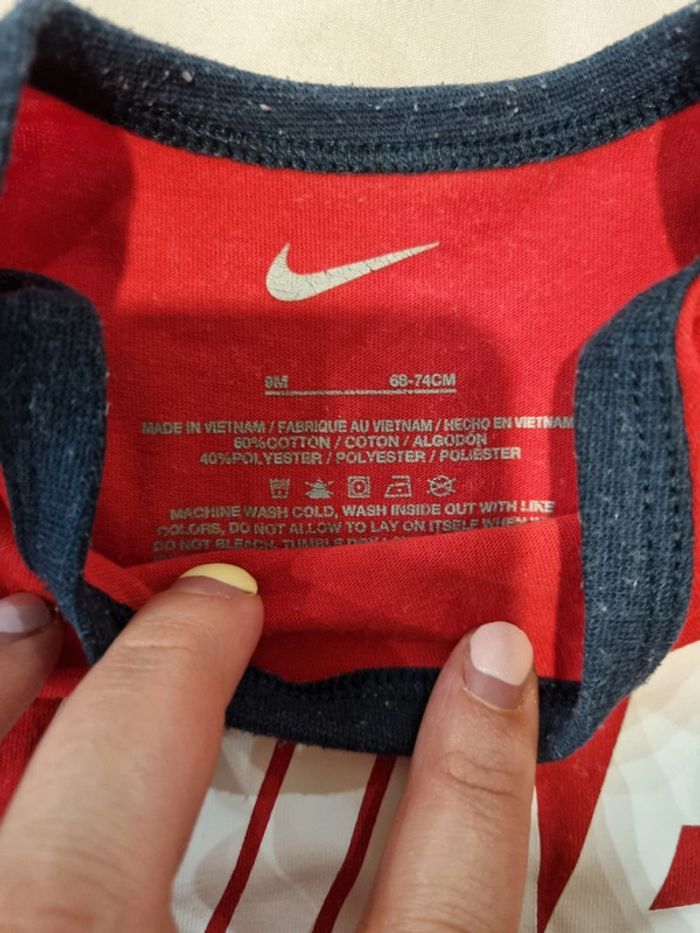 9M 68-74CM
MADE IN VIETNAM / FABRIQUE AU VIETNAM / HECHO EN VIETNAM
60%COTTON / COTON / ALGODÓN
40%POLYESTER / POLYESTER / POLIÉSTER
MACHINE WASH COLD, WASH INSIDE OUT WITH LIKE
COLORS, DO NOT ALLOW TO LAY ON ITSELF WHEN
DO NOT BLEACH, TUMBLE DRY